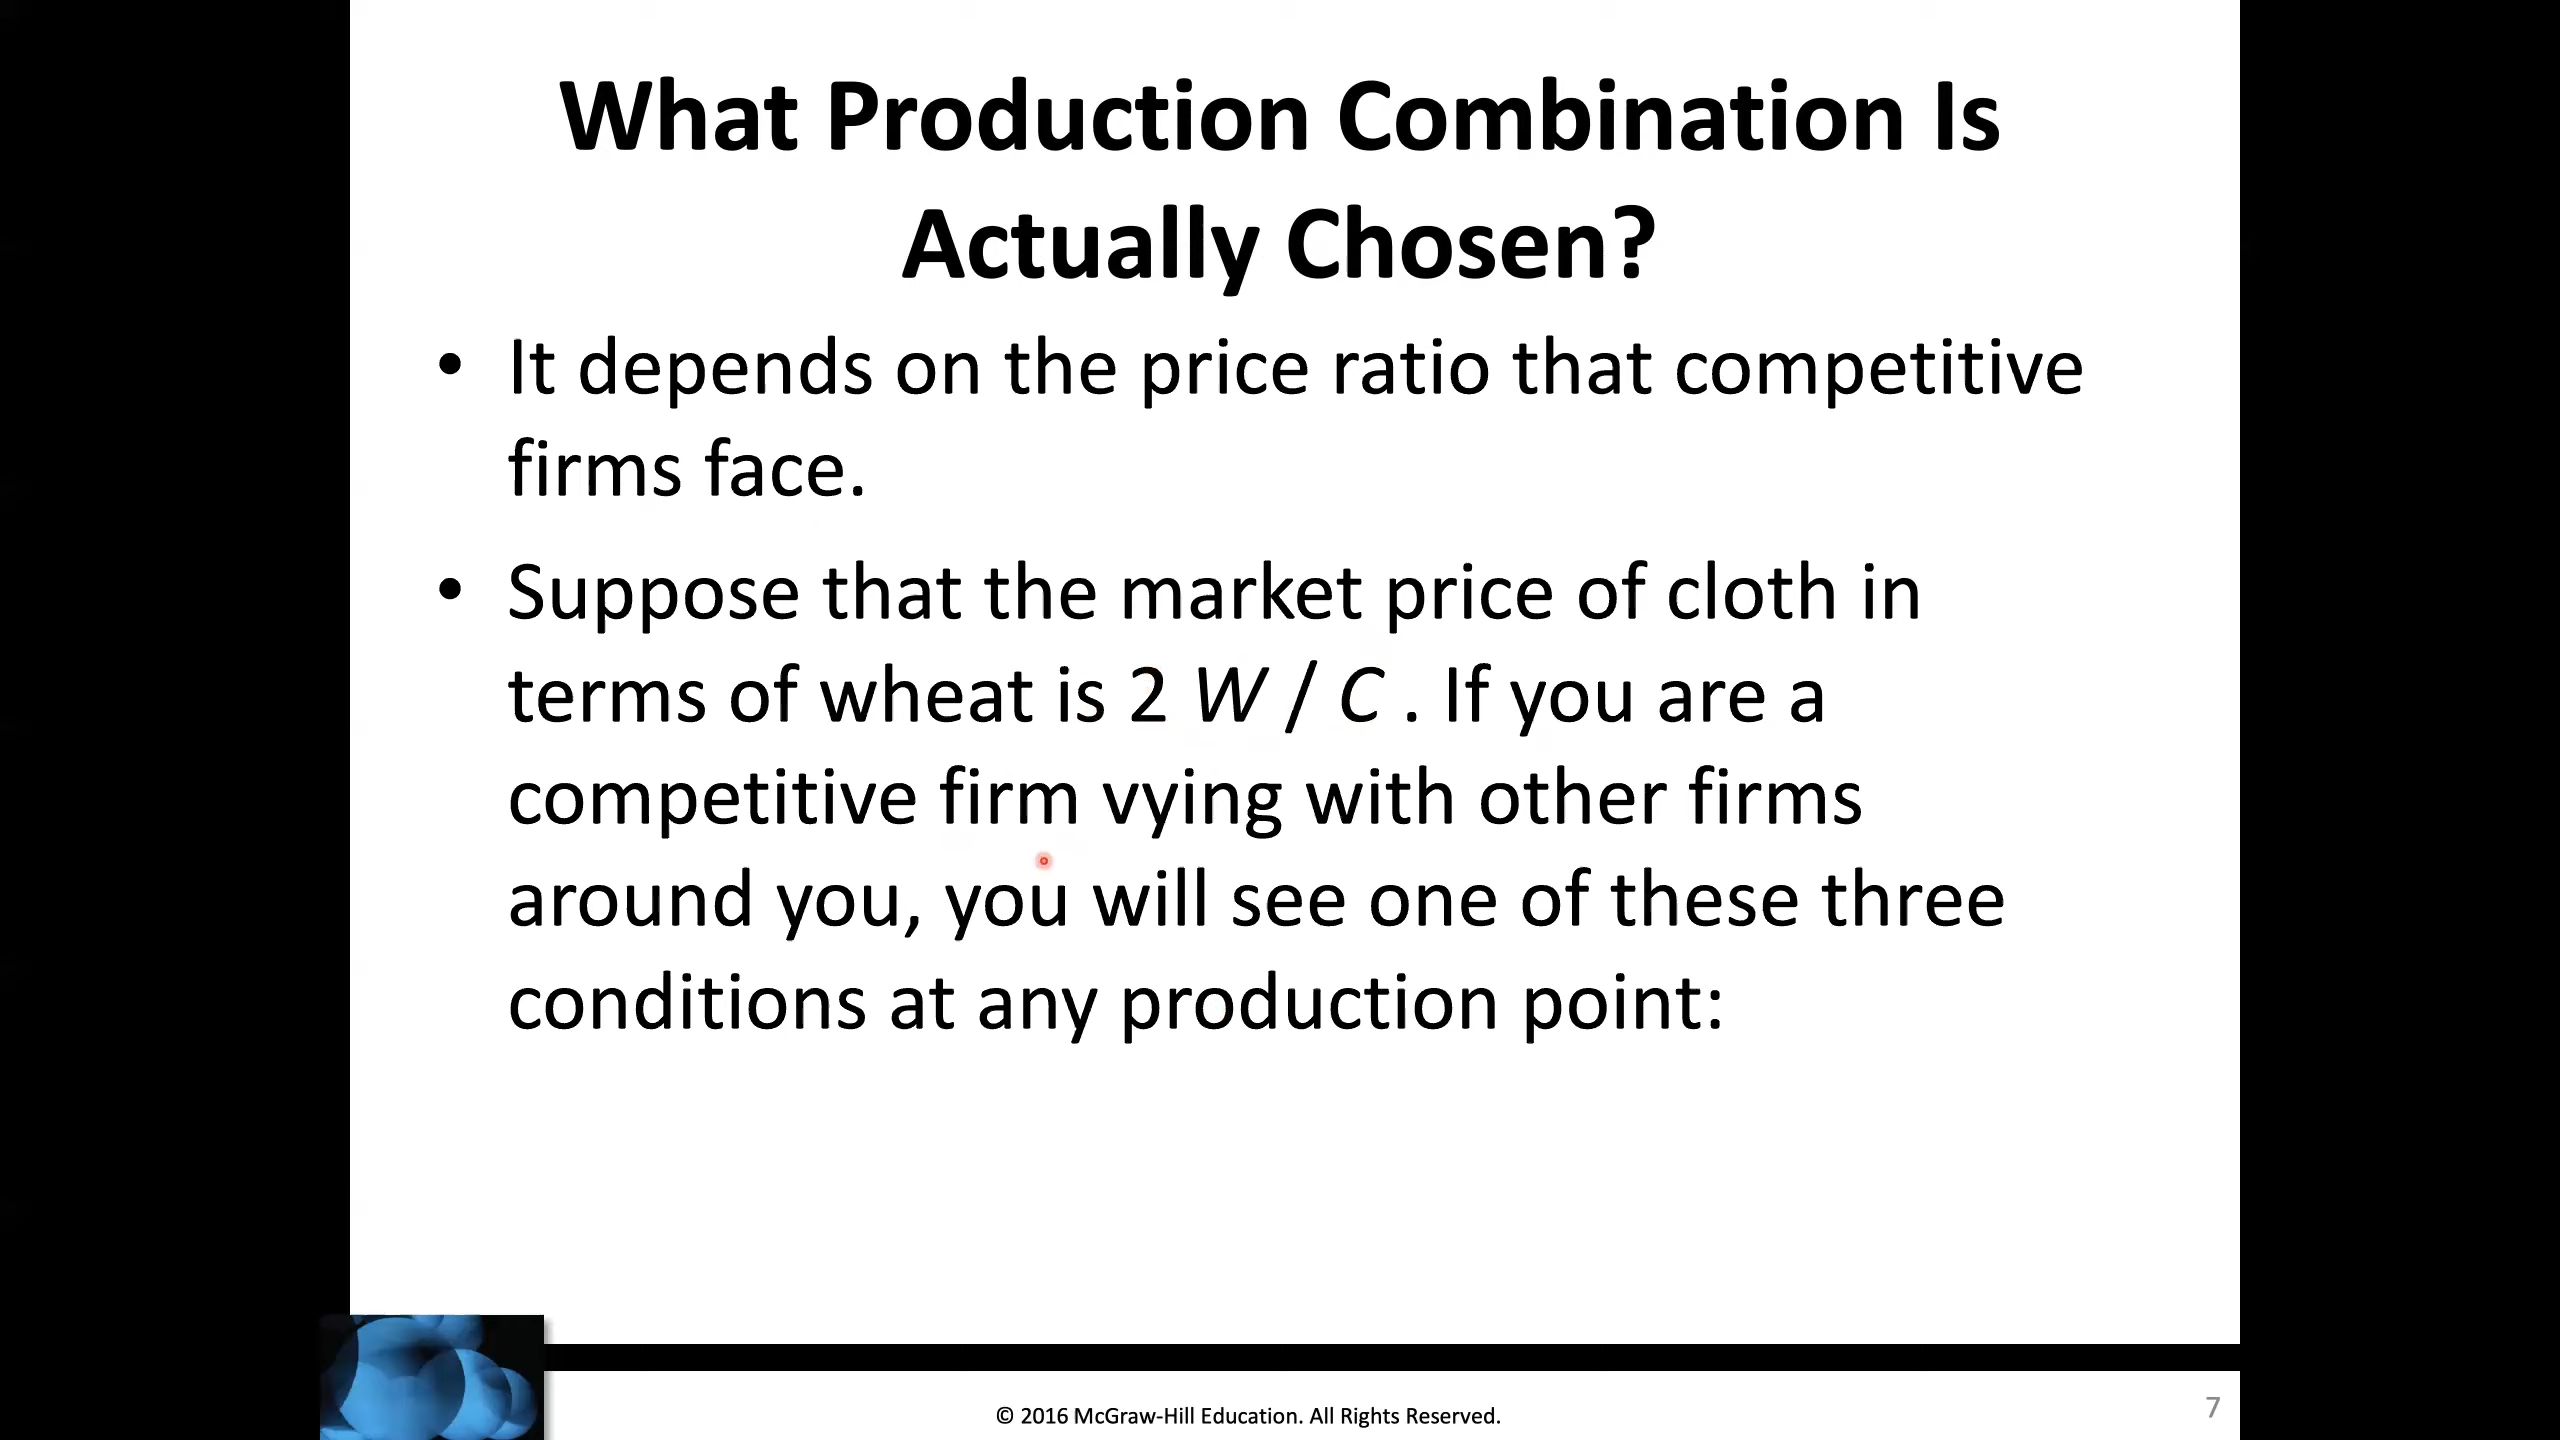 What Production Combination Is
Actually Chosen?
• It depends on the price ratio that competitive
firms face.
• Suppose that the market price of cloth in
terms of wheat is 2 W / C . If you are a
competitive firm vying with other firms
around you, you will see one of these three
conditions at any production point:
© 2016 McGraw-Hill Education. All Rights Reserved.
7